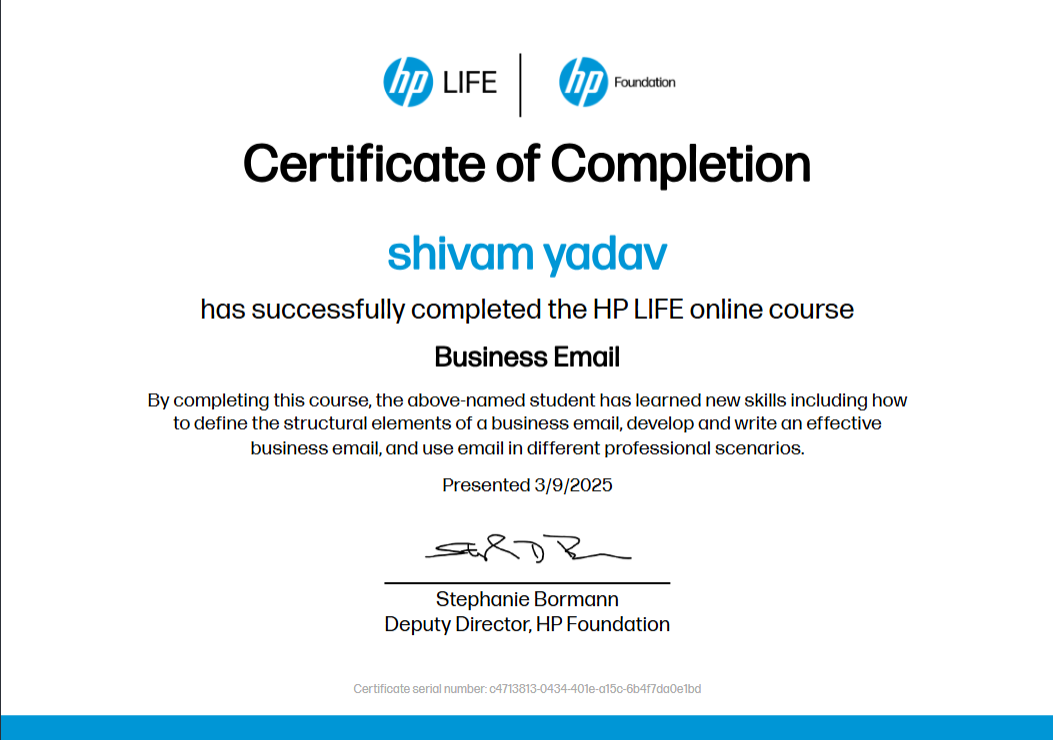 hp LIFE | hp Foundation
Certificate of Completion
shivam yadav
has successfully completed the HP LIFE online course
Business Email
By completing this course, the above-named student has learned new skills including how
to define the structural elements of a business email, develop and write an effective
business email, and use email in different professional scenarios.
Presented 3/9/2025
Stephanie Bormann
Deputy Director, HP Foundation
Certificate serial number: c4713813-0434-401e-a15c-6b4f7da0e1bd